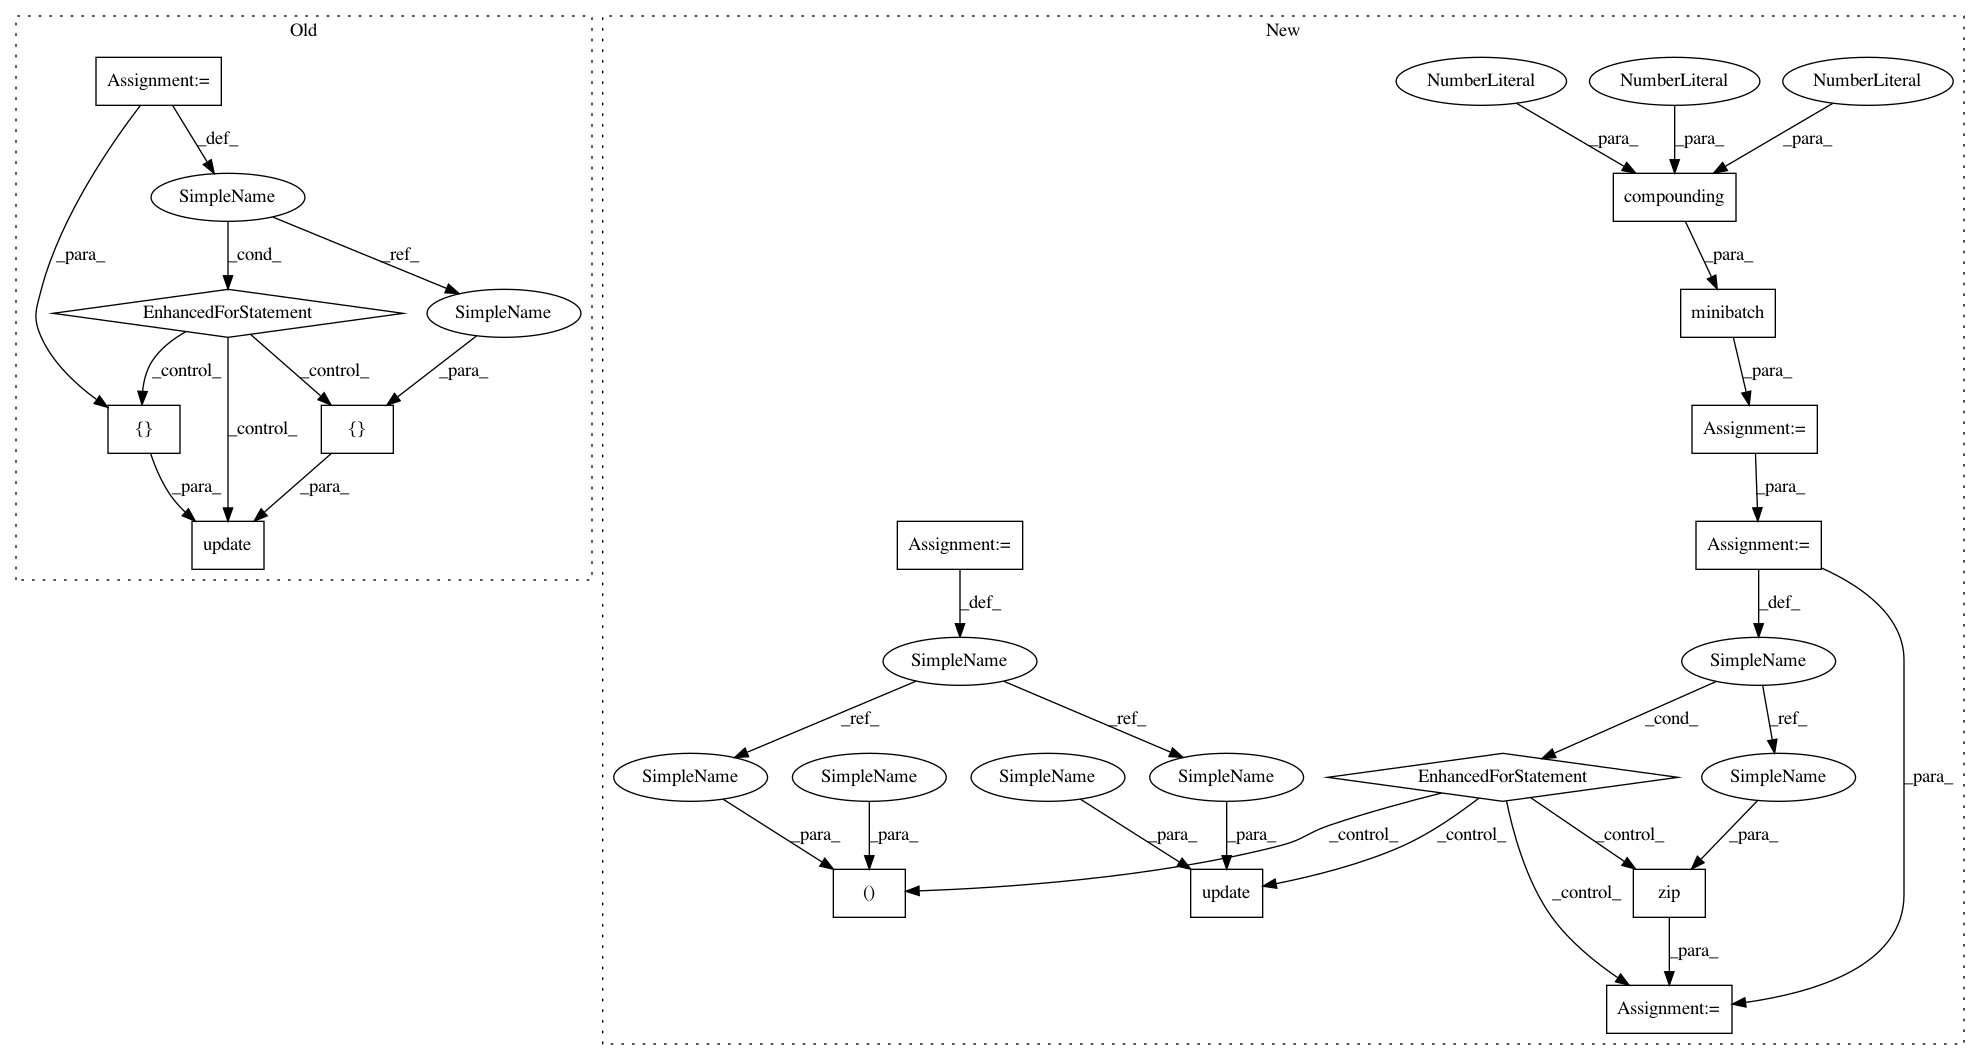 Old
New
Assignment:=
NumberLiteral
NumberLiteral
NumberLiteral
_def_
_para_
_para_
_para_
SimpleName
compounding
_para_
_cond_
_ref_
_para_
EnhancedForStatement
SimpleName
minibatch
_control_
_control_
_para_
_para_
{}
_control_
{}
Assignment:=
_para_
_para_
_para_
update
Assignment:=
Assignment:=
_def_
_def_
SimpleName
SimpleName
_ref_
_ref_
_cond_
_ref_
SimpleName
SimpleName
SimpleName
SimpleName
EnhancedForStatement
SimpleName
_para_
_para_
_para_
_para_
_para_
_control_
_control_
_control_
_para_
()
update
_control_
zip
_para_
Assignment:=